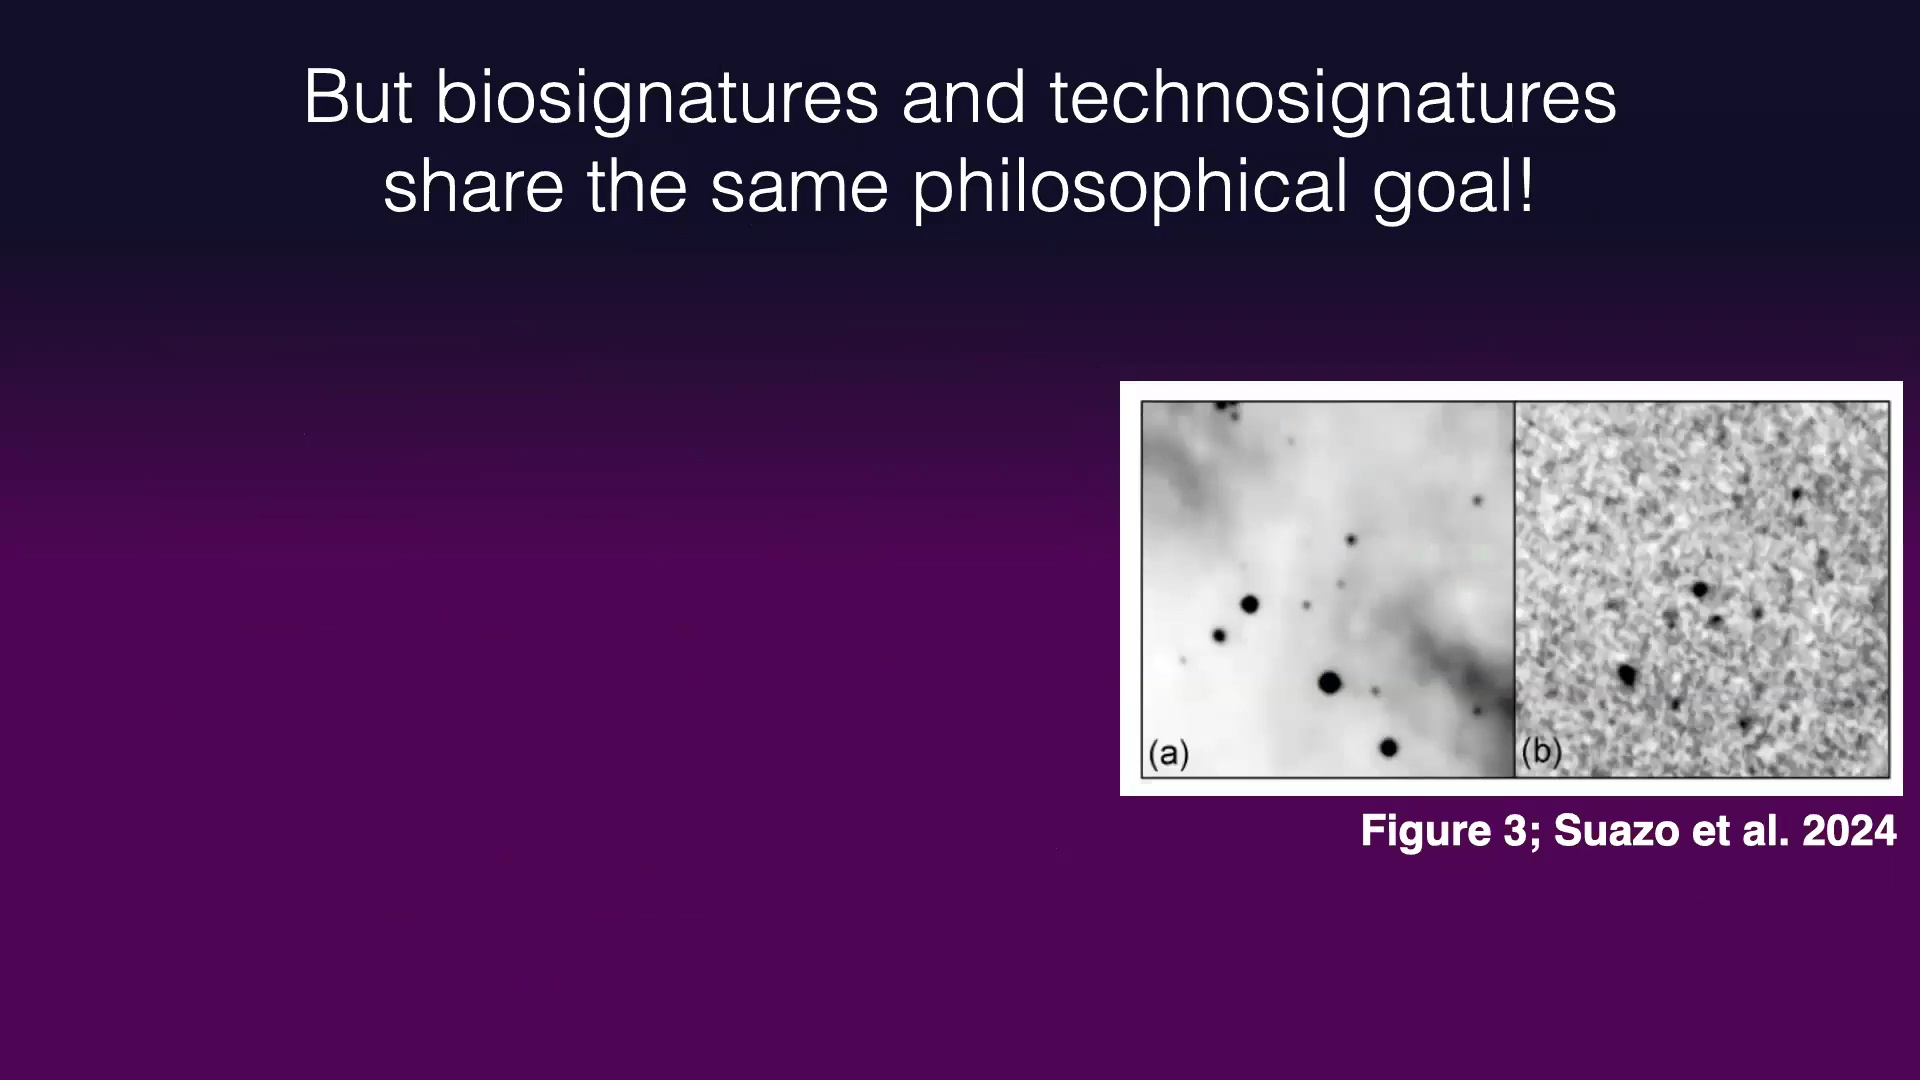 But biosignatures and technosignatures
share the same philosophical goal!
(a)
(b)
Figure 3; Suazo et al. 2024